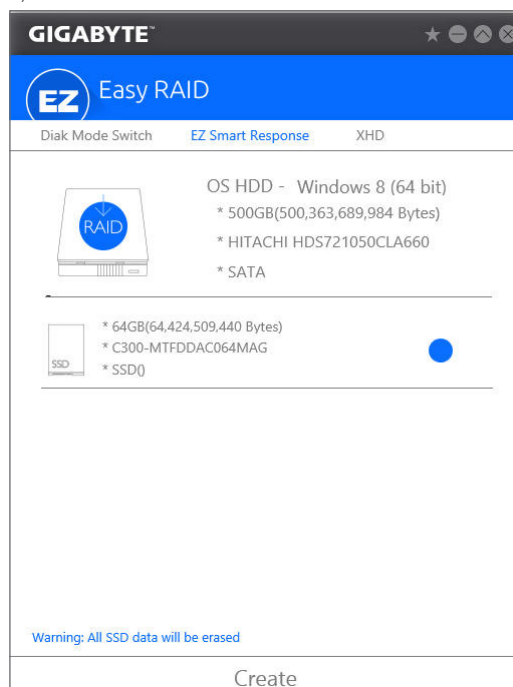 GIGABYTE™
EZ Easy RAID
Diak Mode Switch EZ Smart Response XHD
OS HDD - Windows 8 (64 bit)
* 500GB(500,363,689,984 Bytes)
RAID
* HITACHI HDS721050CLA660
* SATA
* 64GB(64,424,509,440 Bytes)
* C300-MTFDDAC064MAG
SSD
* SSD()
Warning: All SSD data will be erased
Create